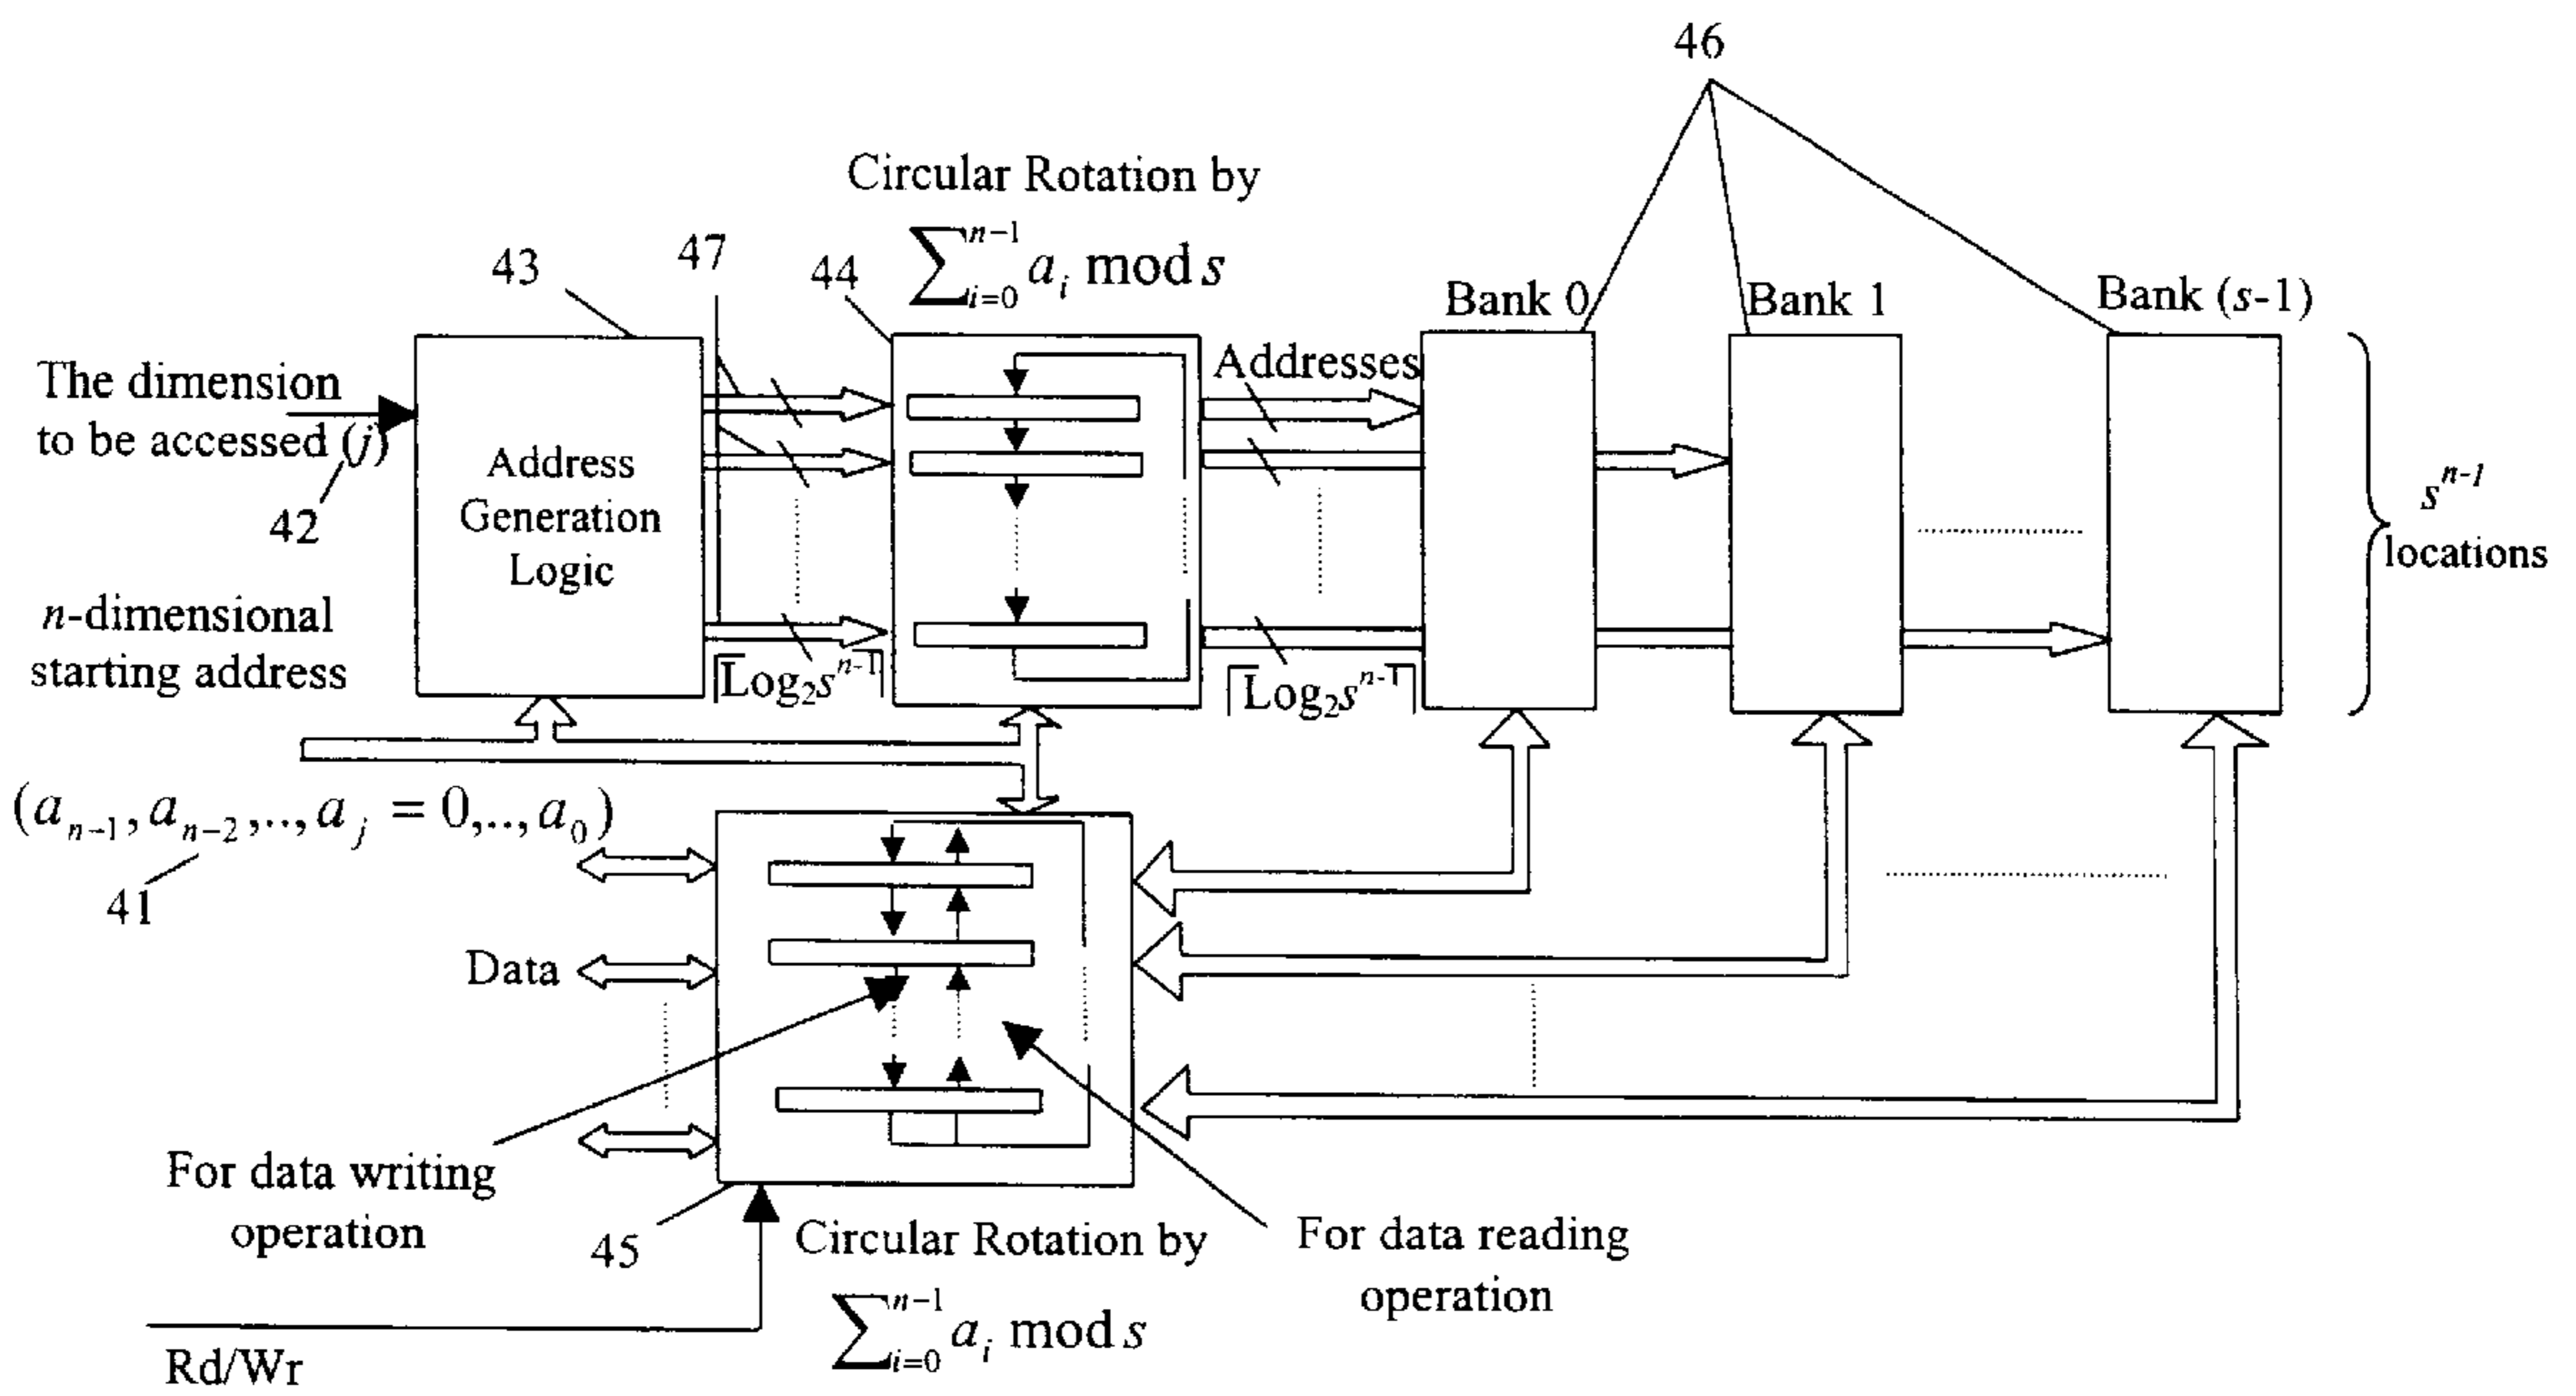 46
Circular Rotation by
∑_{i=0}^{n-1} a_i mod s
43
47
44
Bank 0
Bank 1
Bank (s-1)
The dimension
to be accessed (j)
42
Address
Generation
Logic
Addresses
s^{n-1}
locations
n-dimensional
starting address
⌈Log₂s^{n-1}⌉
⌈Log₂s^{n-1}⌉
(a_{n-1}, a_{n-2},.., a_j = 0,.., a_0)
41
Data
For data writing
operation
45
Circular Rotation by
∑_{i=0}^{n-1} a_i mod s
For data reading
operation
Rd/Wr